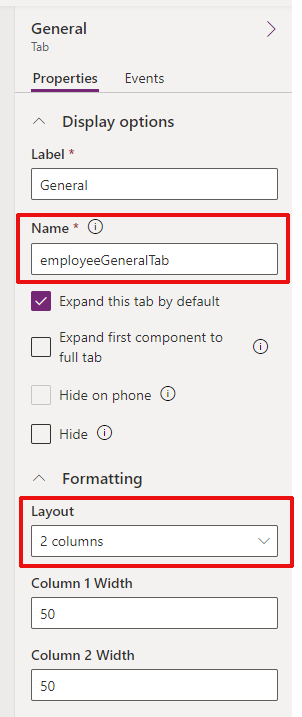 General
Tab
Properties Events
Display options
Label *
General
Name *
employeeGeneralTab
Expand this tab by default
Expand first component to
full tab
Hide on phone
Hide
Formatting
Layout
2 columns
Column 1 Width
50
Column 2 Width
50